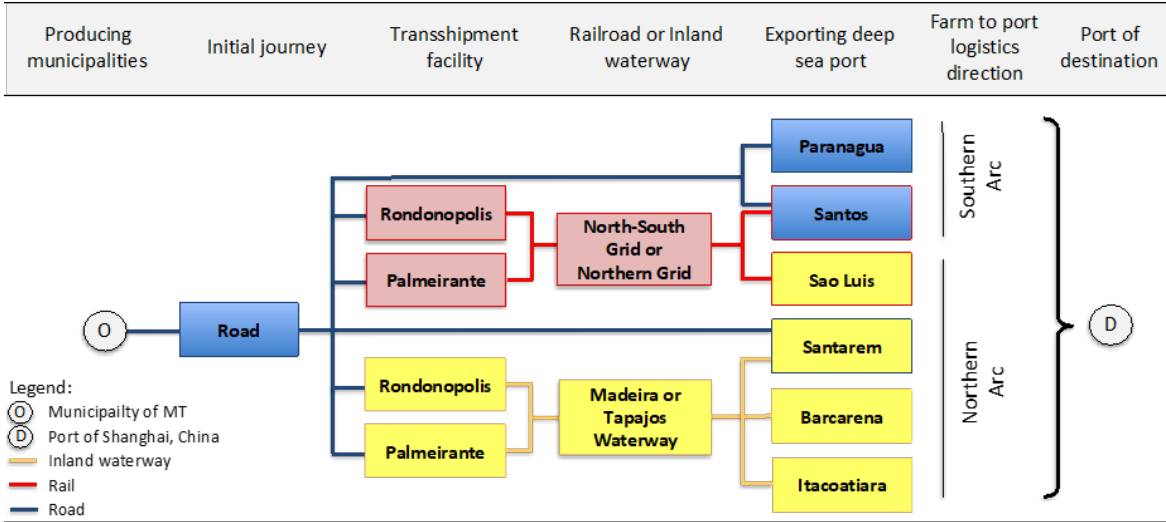 Producing
municipalities
Initial journey
Transshipment
facility
Railroad or Inland
waterway
Exporting deep
sea port
Farm to port
logistics
direction
Port of
destination
Paranagua
Southern
Arc
Rondonopolis
Santos
North-South
Grid or
Northern Grid
Palmeirante
Sao Luis
O
Road
Santarem
D
Northern
Arc
Rondonopolis
Madeira or
Tapajos
Waterway
Barcarena
Palmeirante
Itacoatiara
Legend:
O Municipailty of MT
D Port of Shanghai, China
Inland waterway
Rail
Road